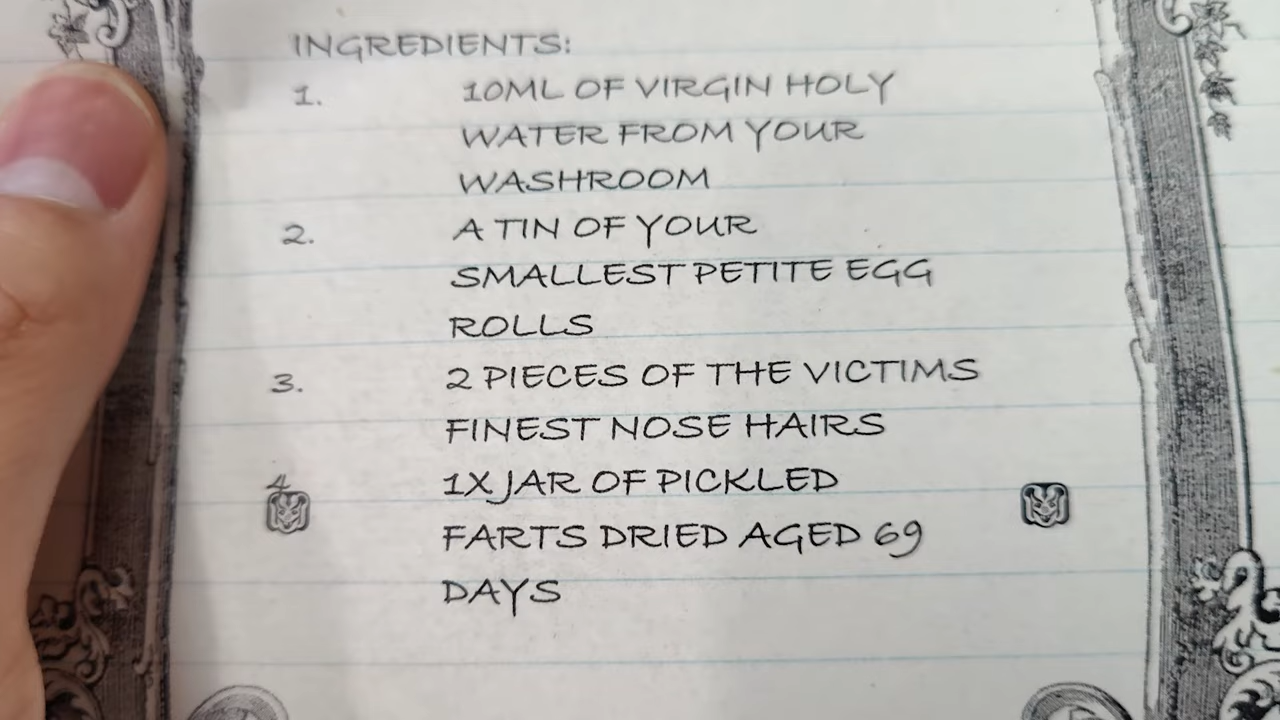 INGREDIENTS:
1. 10ML OF VIRGIN HOLY
WATER FROM YOUR
WASHROOM
2. A TIN OF YOUR
SMALLEST PETITE EGG
ROLLS
3. 2 PIECES OF THE VICTIMS
FINEST NOSE HAIRS
4. 1X JAR OF PICKLED
FARTS DRIED AGED 69
DAYS